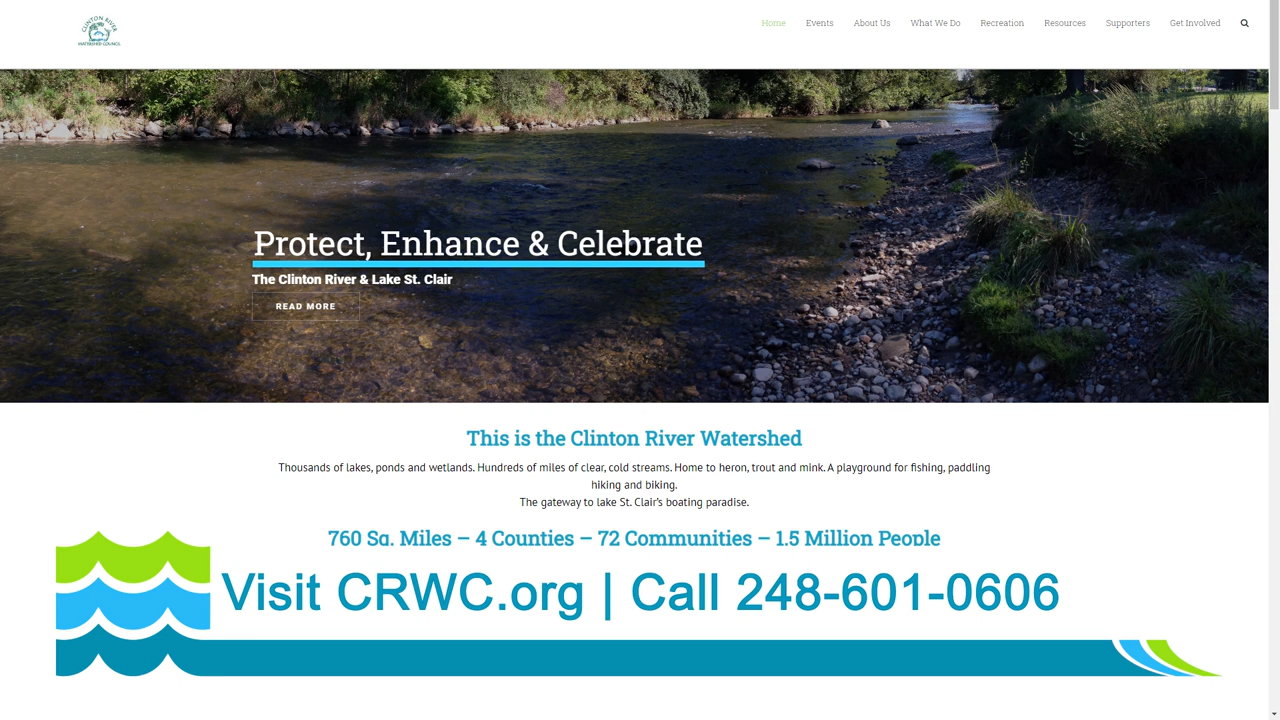 CLINTON RIVER
WATERSHED COUNCIL
Home Events About Us What We Do Recreation Resources Supporters Get Involved
Protect, Enhance & Celebrate
The Clinton River & Lake St. Clair
READ MORE
This is the Clinton River Watershed
Thousands of lakes, ponds and wetlands. Hundreds of miles of clear, cold streams. Home to heron, trout and mink. A playground for fishing, paddling
hiking and biking.
The gateway to lake St. Clair's boating paradise.
760 Sq. Miles – 4 Counties – 72 Communities – 1.5 Million People
Visit CRWC.org | Call 248-601-0606